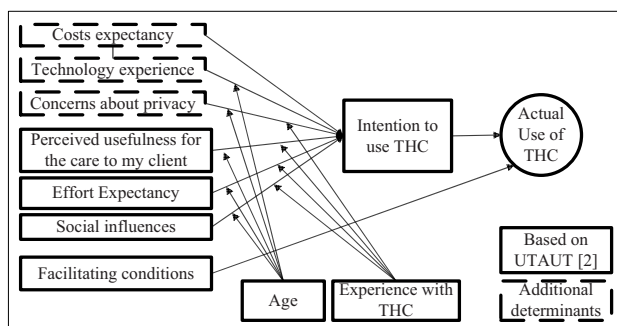 Costs expectancy
Technology experience
Concerns about privacy
Perceived usefulness for
the care to my client
Effort Expectancy
Social influences
Facilitating conditions
Age
Experience with
THC
Intention to
use THC
Actual
Use of
THC
Based on
UTAUT [2]
Additional
determinants